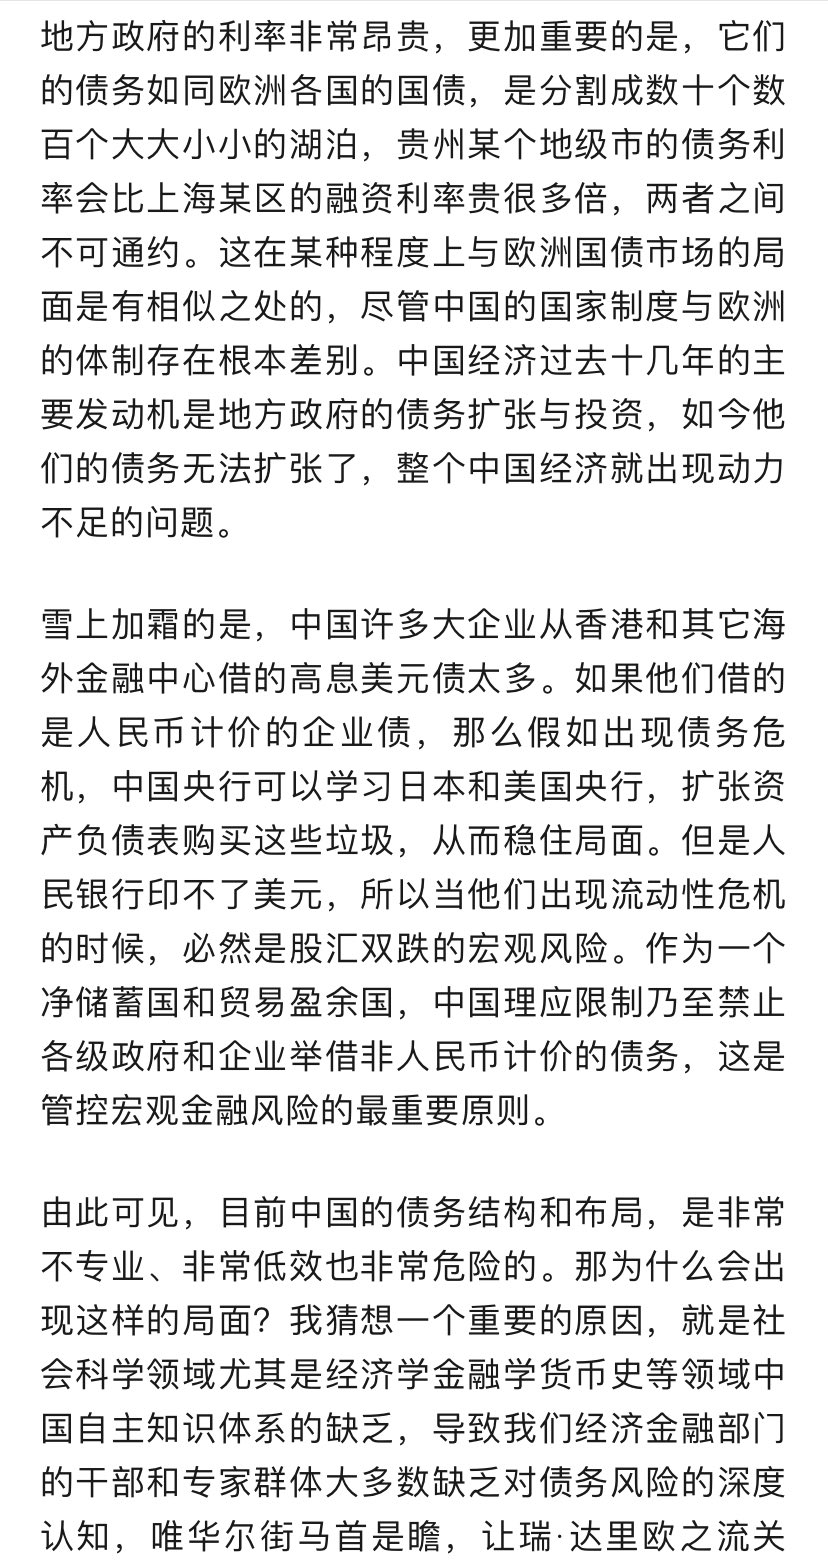 地方政府的利率非常昂贵，更加重要的是，它们
的债务如同欧洲各国的国债，是分割成数十个数
百个大大小小的湖泊，贵州某个地级市的债务利
率会比上海某区的融资利率贵很多倍，两者之间
不可通约。这在某种程度上与欧洲国债市场的局
面是有相似之处的，尽管中国的国家制度与欧洲
的体制存在根本差别。中国经济过去十几年的主
要发动机是地方政府的债务扩张与投资，如今他
们的债务无法扩张了，整个中国经济就出现动力
不足的问题。
雪上加霜的是，中国许多大企业从香港和其它海
外金融中心借的高息美元债太多。如果他们借的
是人民币计价的企业债，那么假如出现债务危
机，中国央行可以学习日本和美国央行，扩张资
产负债表购买这些垃圾，从而稳住局面。但是人
民银行印不了美元，所以当他们出现流动性危机
的时候，必然是股汇双跌的宏观风险。作为一个
净储蓄国和贸易盈余国，中国理应限制乃至禁止
各级政府和企业举借非人民币计价的债务，这是
管控宏观金融风险的最重要原则。
由此可见，目前中国的债务结构和布局，是非常
不专业、非常低效也非常危险的。那为什么会出
现这样的局面？我猜想一个重要的原因，就是社
会科学领域尤其是经济学金融学货币史等领域中
国自主知识体系的缺乏，导致我们经济金融部门
的干部和专家群体大多数缺乏对债务风险的深度
认知，唯华尔街马首是瞻，让瑞·达里欧之流关